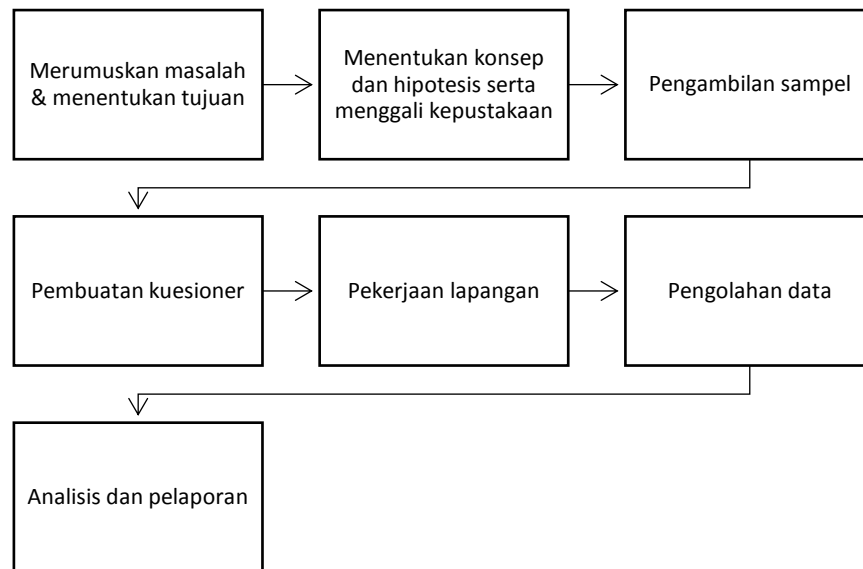 Merumuskan masalah
& menentukan tujuan
Menentukan konsep
dan hipotesis serta
menggali kepustakaan
Pengambilan sampel
Pembuatan kuesioner
Pekerjaan lapangan
Pengolahan data
Analisis dan pelaporan